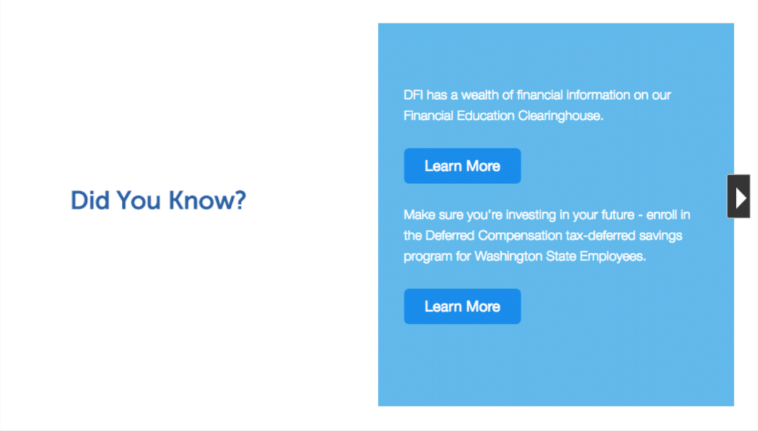 Did You Know?
DFI has a wealth of financial information on our
Financial Education Clearinghouse.
Learn More
Make sure you're investing in your future - enroll in
the Deferred Compensation tax-deferred savings
program for Washington State Employees.
Learn More